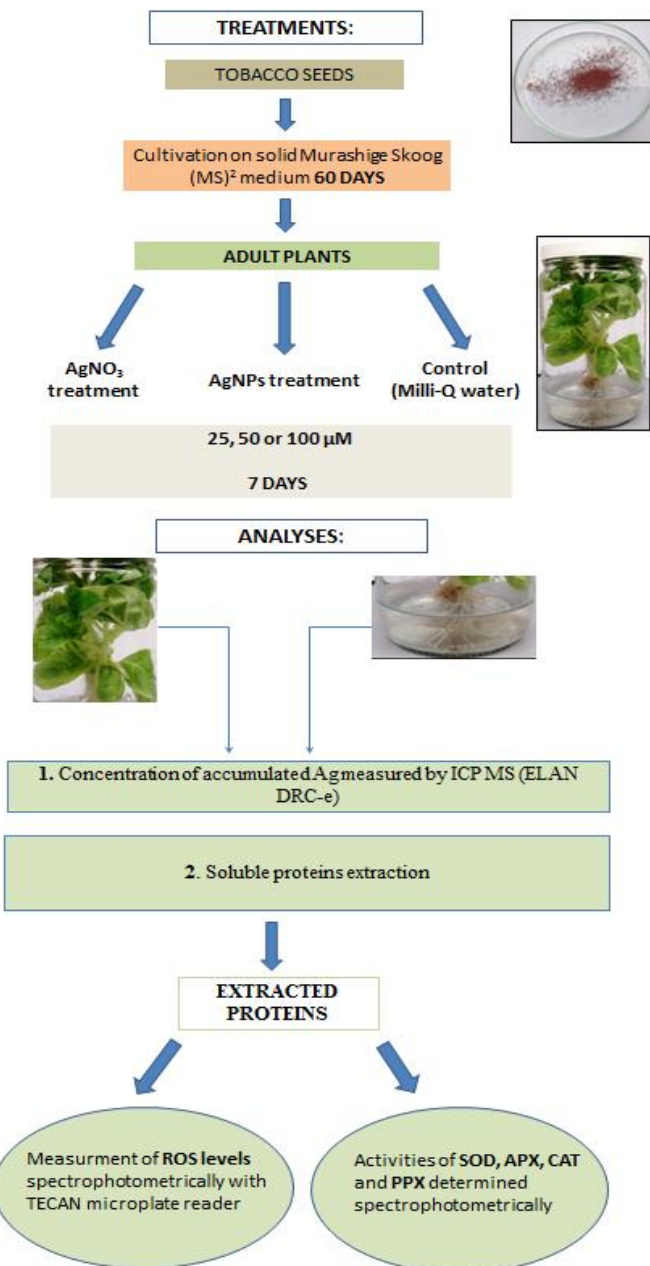 TREATMENTS:
TOBACCO SEEDS
Cultivation on solid Murashige Skoog
(MS)² medium 60 DAYS
ADULT PLANTS
AgNO₃
treatment
AgNPs treatment
Control
(Milli-Q water)
25, 50 or 100 µM
7 DAYS
ANALYSES:
1. Concentration of accumulated Ag measured by ICP MS (ELAN
DRC-e)
2. Soluble proteins extraction
EXTRACTED
PROTEINS
Measurment of ROS levels
spectrophotometrically with
TECAN microplate reader
Activities of SOD, APX, CAT
and PPX determined
spectrophotometrically